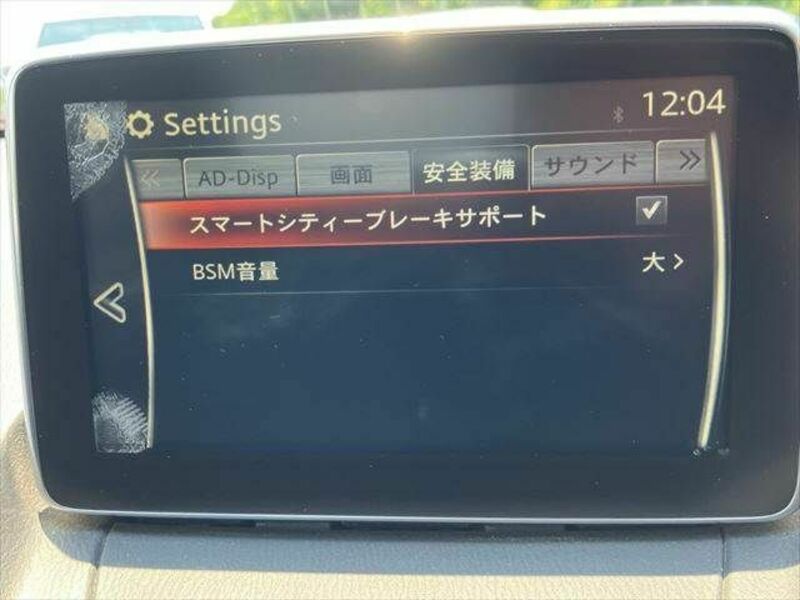 Settings
12:04
AD-Disp 画面 安全装備 サウンド
スマートシティーブレーキサポート
BSM音量 大